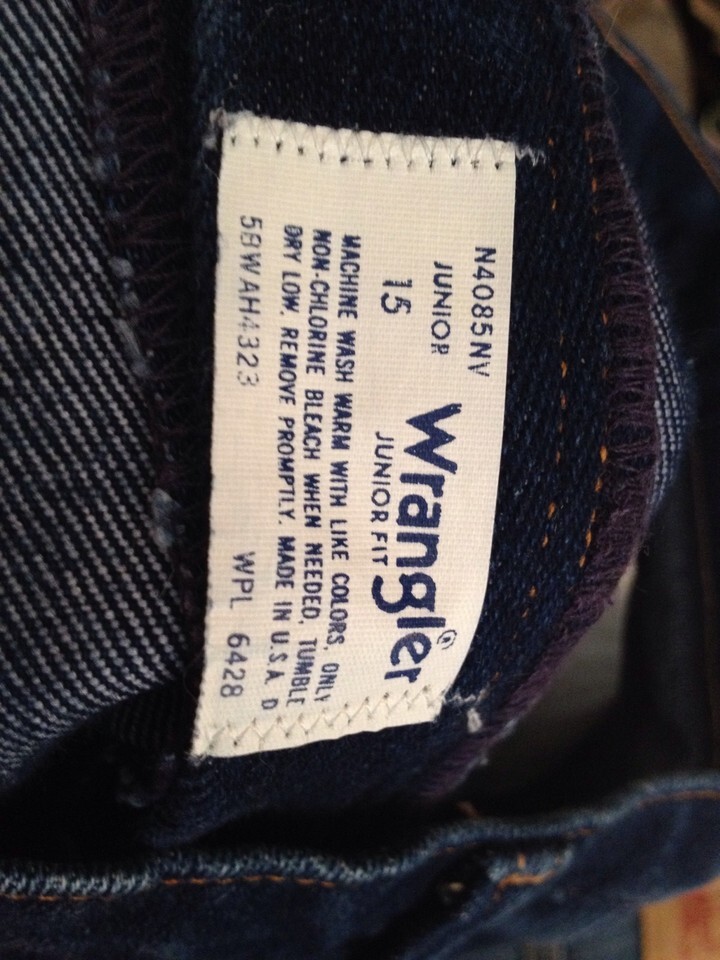 N4085NV
JUNIOR
15
Wrangler®
JUNIOR FIT
MACHINE WASH WARM WITH LIKE COLORS, ONLY
NON-CHLORINE BLEACH WHEN NEEDED, TUMBLE
DRY LOW, REMOVE PROMPTLY. MADE IN U.S.A. D
5BWAH4323 WPL 6428